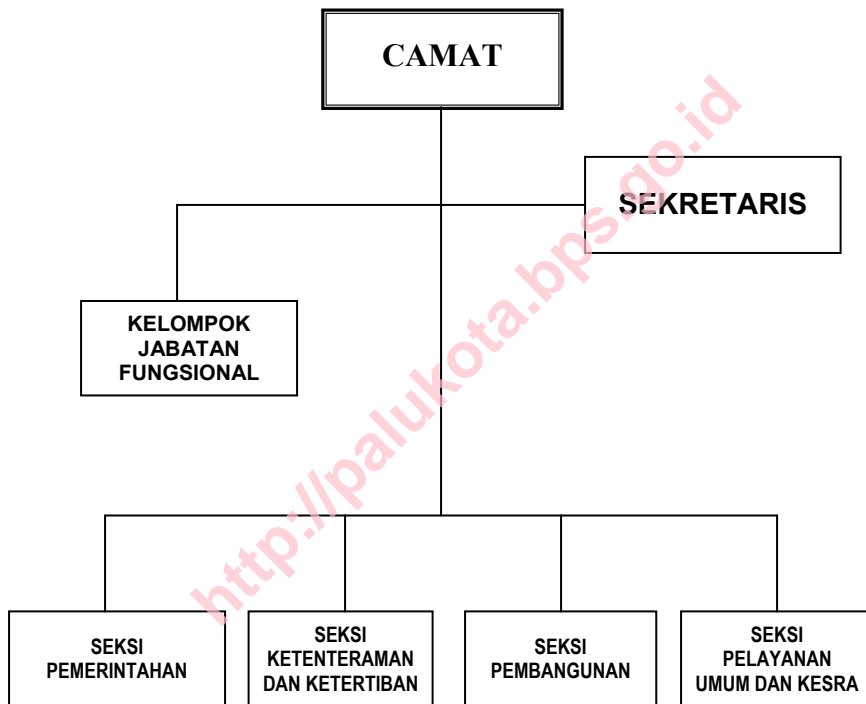 CAMAT
SEKRETARIS
KELOMPOK
JABATAN
FUNGSIONAL
SEKSI
PEMERINTAHAN
SEKSI
KETENTERAMAN
DAN KETERTIBAN
SEKSI
PEMBANGUNAN
SEKSI
PELAYANAN
UMUM DAN KESRA
http://palukota.bps.go.id